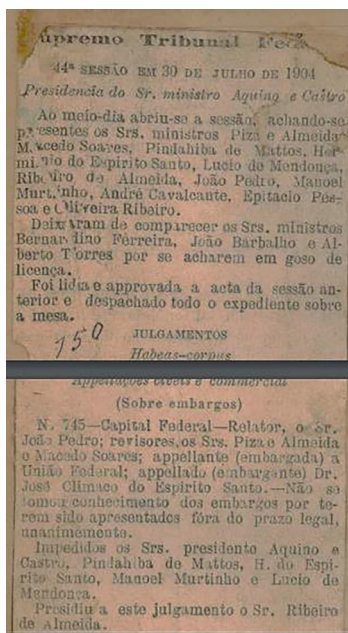 Supremo Tribunal Fed
44ª SESSÃO EM 30 DE JULHO DE 1904
Presidencia do Sr. ministro Aquino e Castro
Ao meio-dia abriu-se a sessão, achando-se
presentes os Srs. ministros Piza e Almeida
Macedo Soares, Pindahiba de Mattos, Her-
minio do Espirito Santo, Lucio de Mendonça,
Ribeiro de Almeida, João Pedro, Manoel
Murtinho, André Cavalcante, Epitacio Pes-
soa e Oliveira Ribeiro.
Deixaram de comparecer os Srs. ministros
Bernardino Ferreira, João Barbalho e Al-
berto Torres por se acharem em goso de
licença.
Foi lida e approvada a acta da sessão an-
terior e despachado todo o expediente sobre
a mesa.
150
JULGAMENTOS
Habeas-corpus
Appellações civeis e commercial
(Sobre embargos)
N. 745—Capital Federal—Relator, o Sr.
João Pedro; revisores, os Srs. Piza e Almeida
e Macedo Soares; appellante (embargada) a
União Federal; appellado (embargante) Dr.
José Climaco do Espirito Santo.—Não se
tomou conhecimento dos embargos por te-
rem sido apresentados fóra do prazo legal,
unanimemente.
Impedidos os Srs. presidente Aquino e
Castro, Pindahiba de Mattos, H. do Espi-
rito Santo, Manoel Murtinho e Lucio de
Mendonça.
Presidiu a este julgamento o Sr. Ribeiro
de Almeida.